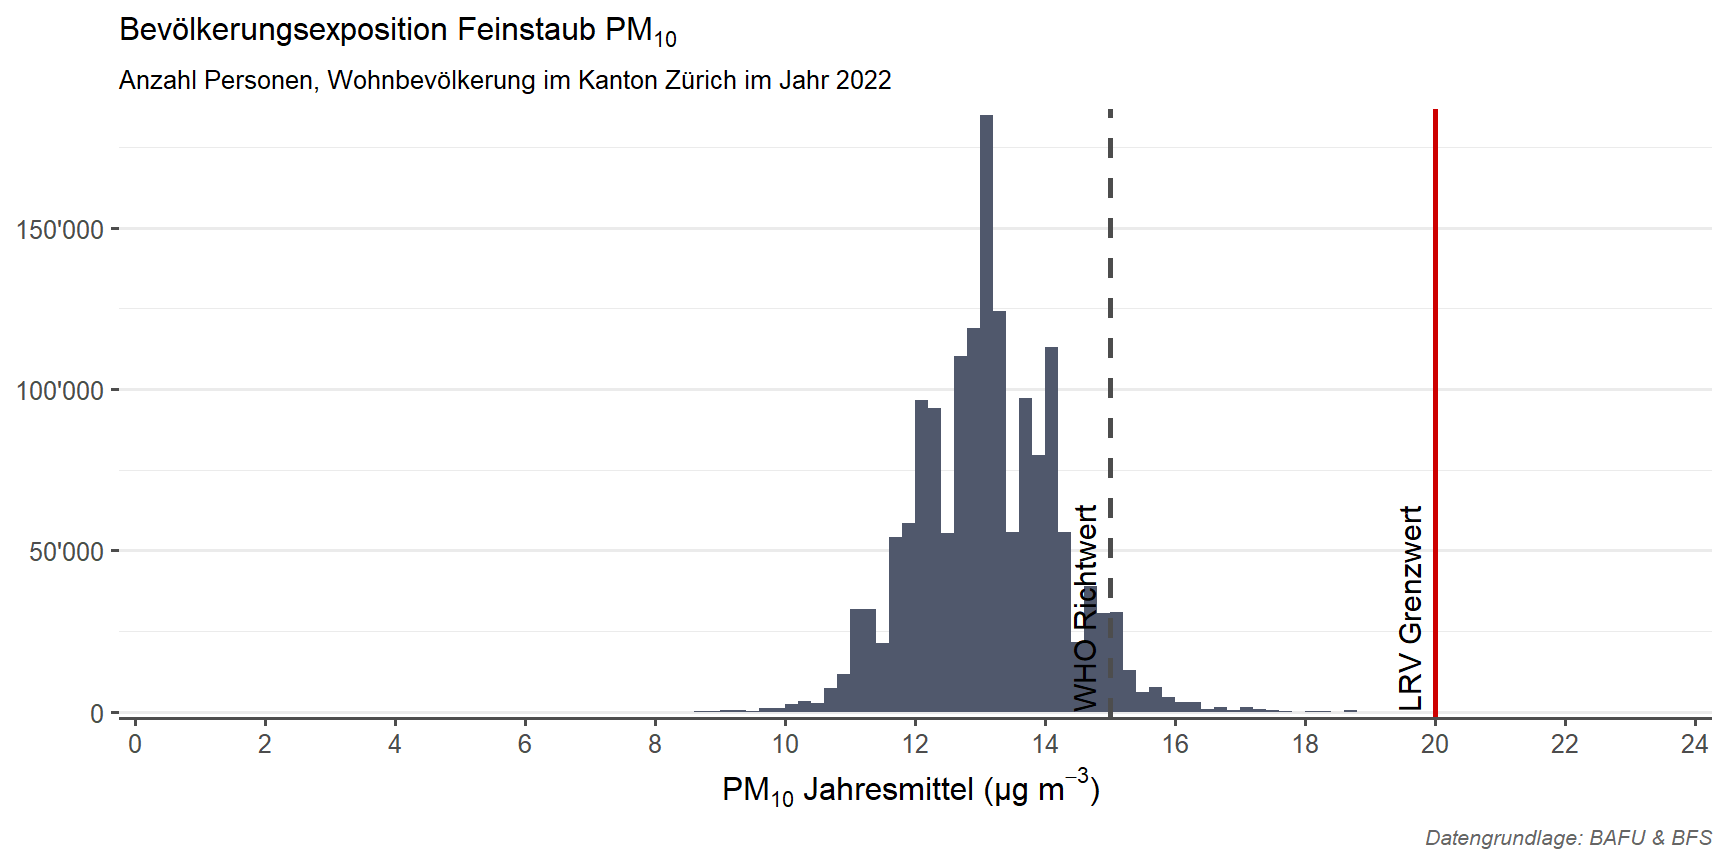 Bevölkerungsexposition Feinstaub PM₁₀
Anzahl Personen, Wohnbevölkerung im Kanton Zürich im Jahr 2022
150'000
100'000
50'000
0
WHO Richtwert
LRV Grenzwert
0 2 4 6 8 10 12 14 16 18 20 22 24
PM₁₀ Jahresmittel (µg m⁻³)
Datengrundlage: BAFU & BFS